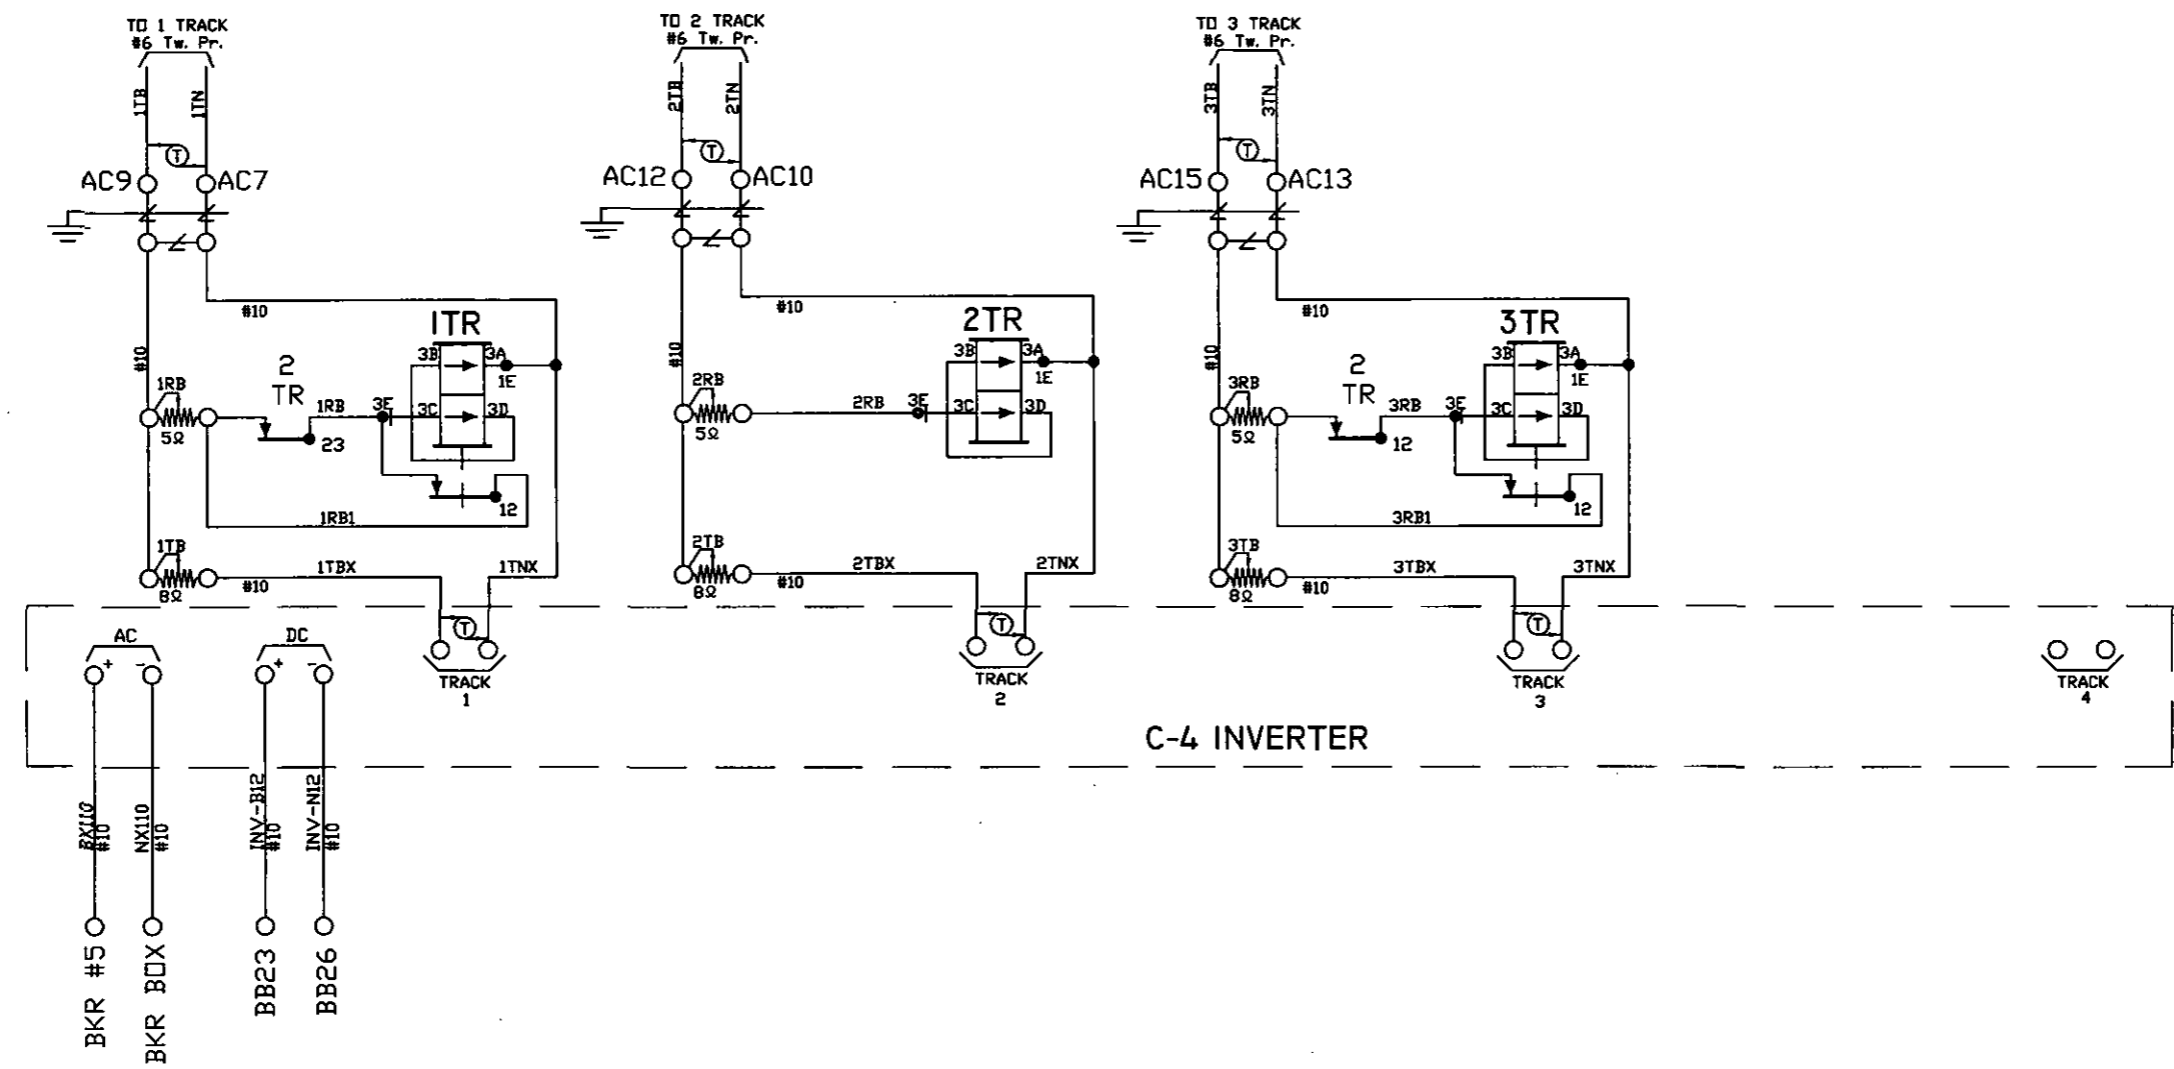 TO 1 TRACK
#6 Tw. Pr.
TO 2 TRACK
#6 Tw. Pr.
TO 3 TRACK
#6 Tw. Pr.
1TB
1TN
2TB
2TN
3TB
3TN
T
T
T
AC9
AC7
AC12
AC10
AC15
AC13
#10
#10
#10
1TR
2TR
3TR
#10
3B
3A
1E
#10
3B
3A
1E
#10
3B
3A
1E
1RB
5Ω
2
TR
1RB
23
3E
3C
3D
12
1RB1
2RB
5Ω
2RB
3E
3C
3D
3RB
5Ω
2
TR
3RB
12
3E
3C
3D
12
3RB1
1TB
8Ω
#10
1TBX
1TNX
2TB
8Ω
#10
2TBX
2TNX
3TB
8Ω
#10
3TBX
3TNX
AC
+ -
DC
+ -
T
TRACK
1
T
TRACK
2
T
TRACK
3
TRACK
4
C-4 INVERTER
BX110
#10
NX110
#10
INV-B12
#10
INV-N12
#10
BKR #5
BKR BOX
BB23
BB26